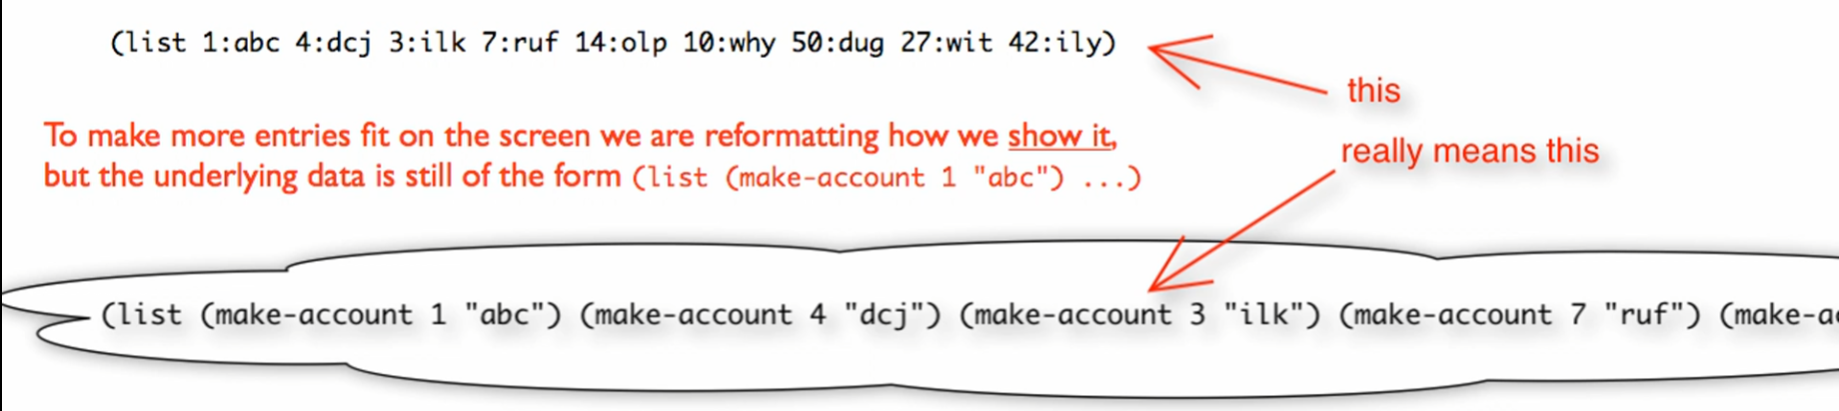 (list 1:abc 4:dcj 3:ilk 7:ruf 14:olp 10:why 50:dug 27:wit 42:ily)
this
To make more entries fit on the screen we are reformatting how we show it,
really means this
but the underlying data is still of the form (list (make-account 1 "abc") ...)
(list (make-account 1 "abc") (make-account 4 "dcj") (make-account 3 "ilk") (make-account 7 "ruf") (make-a